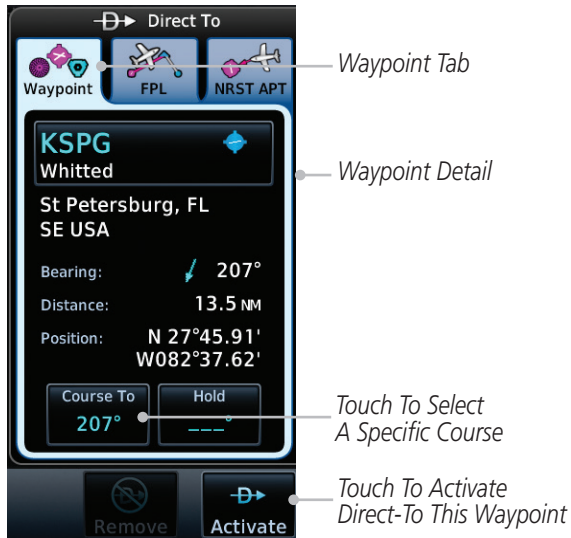 Direct To
Waypoint
FPL
NRST APT
Waypoint Tab
KSPG
Whitted
Waypoint Detail
St Petersburg, FL
SE USA
Bearing: 207°
Distance: 13.5 NM
Position: N 27°45.91'
W082°37.62'
Course To
207°
Hold
___°
Touch To Select
A Specific Course
Remove
Activate
Touch To Activate
Direct-To This Waypoint